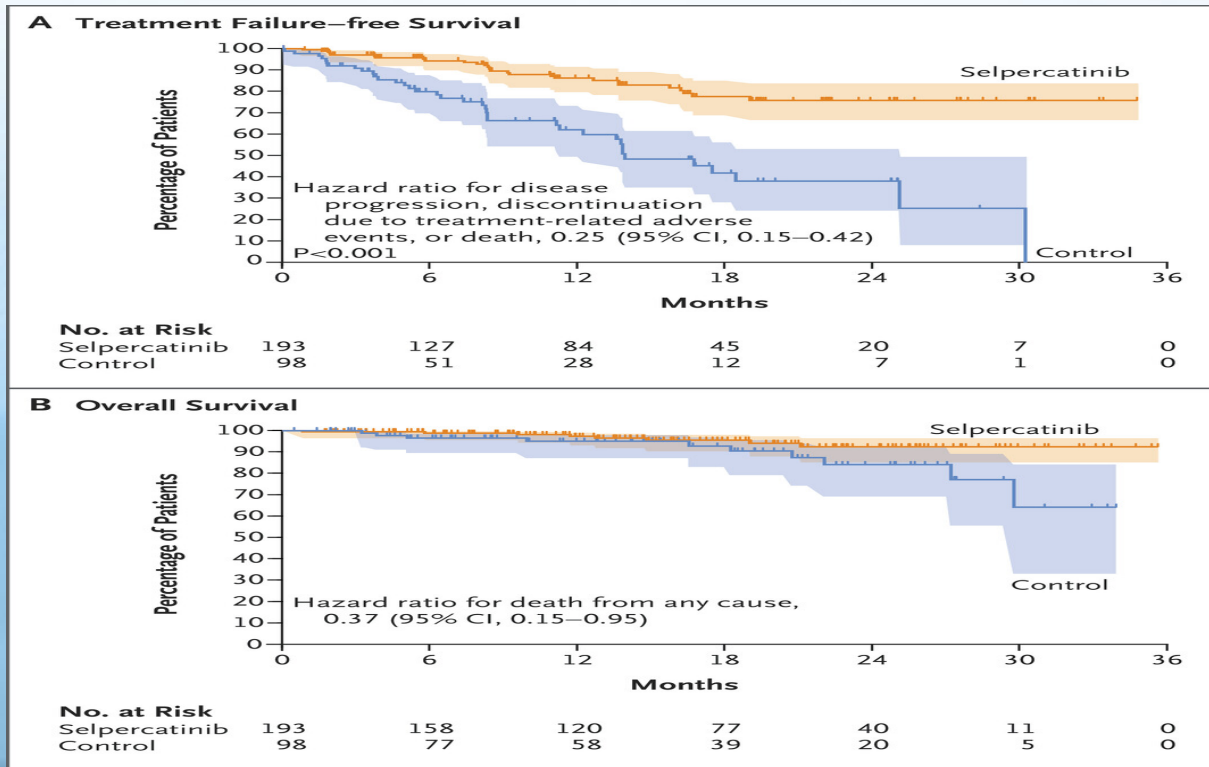 A Treatment Failure–free Survival
100
90
80
70
60
50
40
30
20
10
0
Percentage of Patients
Selpercatinib
Control
Hazard ratio for disease
progression, discontinuation
due to treatment-related adverse
events, or death, 0.25 (95% CI, 0.15–0.42)
P<0.001
0 6 12 18 24 30 36
Months
No. at Risk
Selpercatinib 193 127 84 45 20 7 0
Control 98 51 28 12 7 1 0
B Overall Survival
100
90
80
70
60
50
40
30
20
10
0
Percentage of Patients
Selpercatinib
Control
Hazard ratio for death from any cause,
0.37 (95% CI, 0.15–0.95)
0 6 12 18 24 30 36
Months
No. at Risk
Selpercatinib 193 158 120 77 40 11 0
Control 98 77 58 39 20 5 0